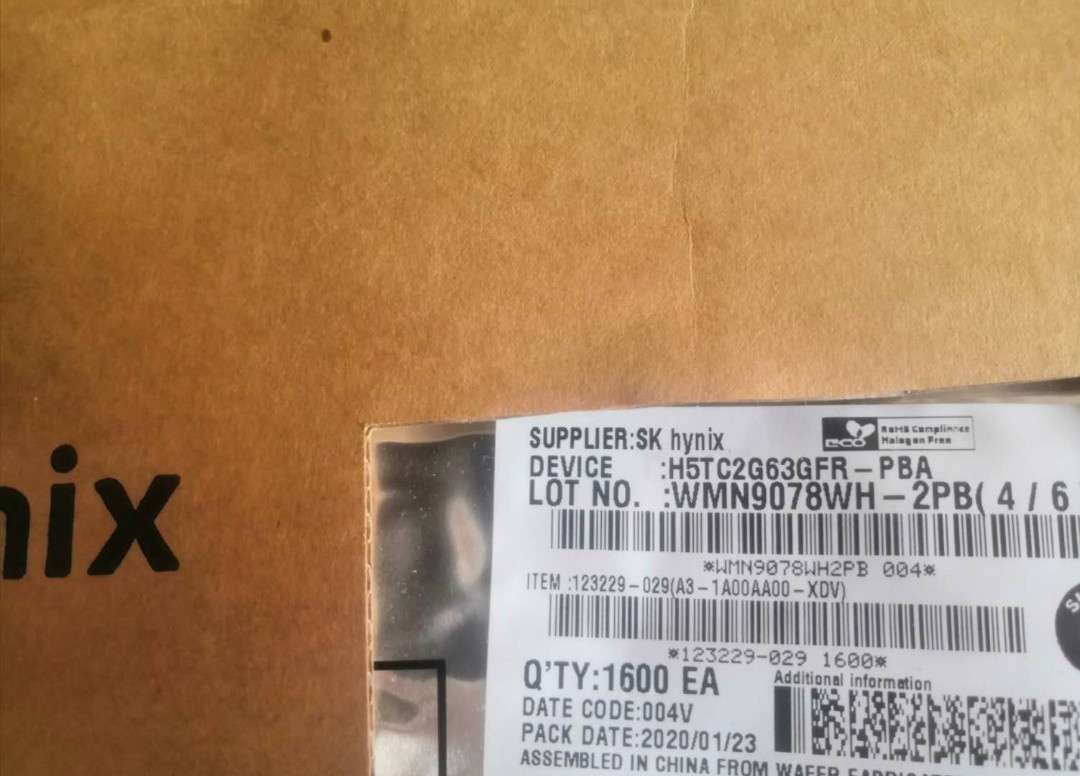 nix
SUPPLIER:SK hynix
RoHS Compliance
Halogen Free
ECO
DEVICE :H5TC2G63GFR-PBA
LOT NO. :WMN9078WH-2PB( 4 / 6
*WMN9078WH2PB 004*
ITEM :123229-029(A3-1A00AA00-XDV)
*123229-029 1600*
Q'TY:1600 EA
Additional information
DATE CODE:004V
PACK DATE:2020/01/23
ASSEMBLED IN CHINA FROM WAFER